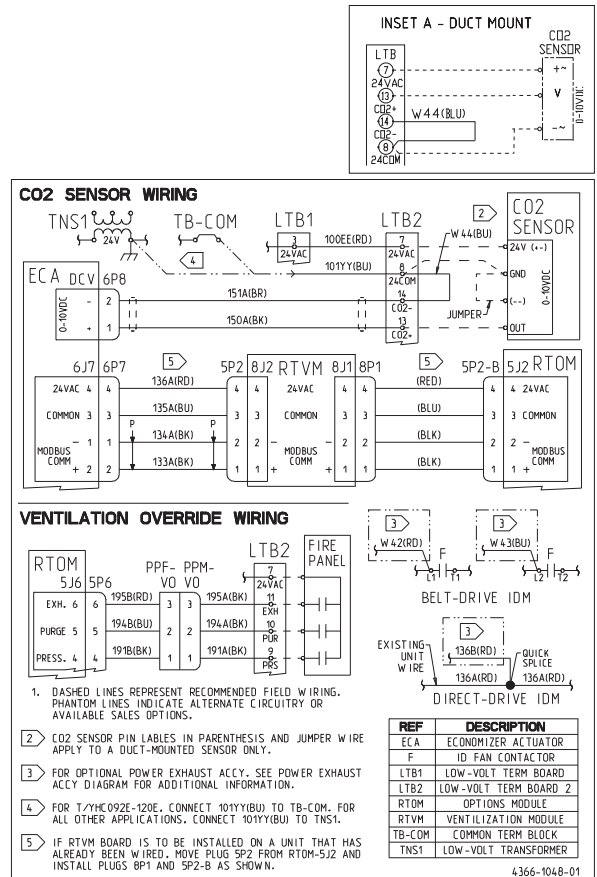 INSET A - DUCT MOUNT
CO2
SENSOR
LTB
7
24VAC
13
CO2+
14
CO2-
8
24COM
W44(BLU)
+~
V
-~
0-10VDC
CO2 SENSOR WIRING
TNS1
24V
TB-COM
4
LTB1
3
24VAC
100EE(RD)
101YY(BU)
LTB2
7
24VAC
8
24COM
14
CO2-
13
CO2+
W44(BU)
2
CO2
SENSOR
24V (+~)
GND
(-~)
OUT
0-10VDC
JUMPER
ECA DCV 6P8
0-10VDC
- 2
+ 1
151A(BR)
150A(BK)
6J7 6P7
5
5P2 8J2 RTVM 8J1 8P1
5
5P2-B 5J2 RTOM
24VAC 4 4 136A(RD) 4 4 24VAC 4 4 (RED) 4 4 24VAC
COMMON 3 3 135A(BU) 3 3 COMMON 3 3 (BLU) 3 3 COMMON
- 1 1 P 134A(BK) P 2 2 - - 2 2 (BLK) 2 2 -
MODBUS
COMM
MODBUS
COMM
MODBUS
COMM
+ 2 2 133A(BK) 1 1 + + 1 1 (BLK) 1 1 +
VENTILATION OVERRIDE WIRING
RTOM
5J6 5P6
PPF-
VO
PPM-
VO
LTB2
FIRE
PANEL
7
24VAC
EXH. 6 6 195B(RD) 3 3 195A(BK) 11
EXH
PURGE 5 5 194B(BU) 2 2 194A(BK) 10
PUR
PRESS. 4 4 191B(BK) 1 1 191A(BK) 9
PRS
3
W42(RD)
F
L1 T1
3
W43(BU)
F
L2 T2
BELT-DRIVE IDM
3
EXISTING
UNIT
WIRE
136B(RD)
QUICK
SPLICE
136A(RD) 136A(RD)
DIRECT-DRIVE IDM
1. DASHED LINES REPRESENT RECOMMENDED FIELD WIRING.
PHANTOM LINES INDICATE ALTERNATE CIRCUITRY OR
AVAILABLE SALES OPTIONS.
2 CO2 SENSOR PIN LABLES IN PARENTHESIS AND JUMPER WIRE
APPLY TO A DUCT-MOUNTED SENSOR ONLY.
3 FOR OPTIONAL POWER EXHAUST ACCY. SEE POWER EXHAUST
ACCY DIAGRAM FOR ADDITIONAL INFORMATION.
4 FOR T/YHC092E-120E. CONNECT 101YY(BU) TO TB-COM. FOR
ALL OTHER APPLICATIONS. CONNECT 101YY(BU) TO TNS1.
5 IF RTVM BOARD IS TO BE INSTALLED ON A UNIT THAT HAS
ALREADY BEEN WIRED. MOVE PLUG 5P2 FROM RTOM-5J2 AND
INSTALL PLUGS 8P1 AND 5P2-B AS SHOWN.
REF DESCRIPTION
ECA ECONOMIZER ACTUATOR
F ID FAN CONTACTOR
LTB1 LOW-VOLT TERM BOARD
LTB2 LOW-VOLT TERM BOARD 2
RTOM OPTIONS MODULE
RTVM VENTILIZATION MODULE
TB-COM COMMON TERM BLOCK
TNS1 LOW-VOLT TRANSFORMER
4366-1048-01